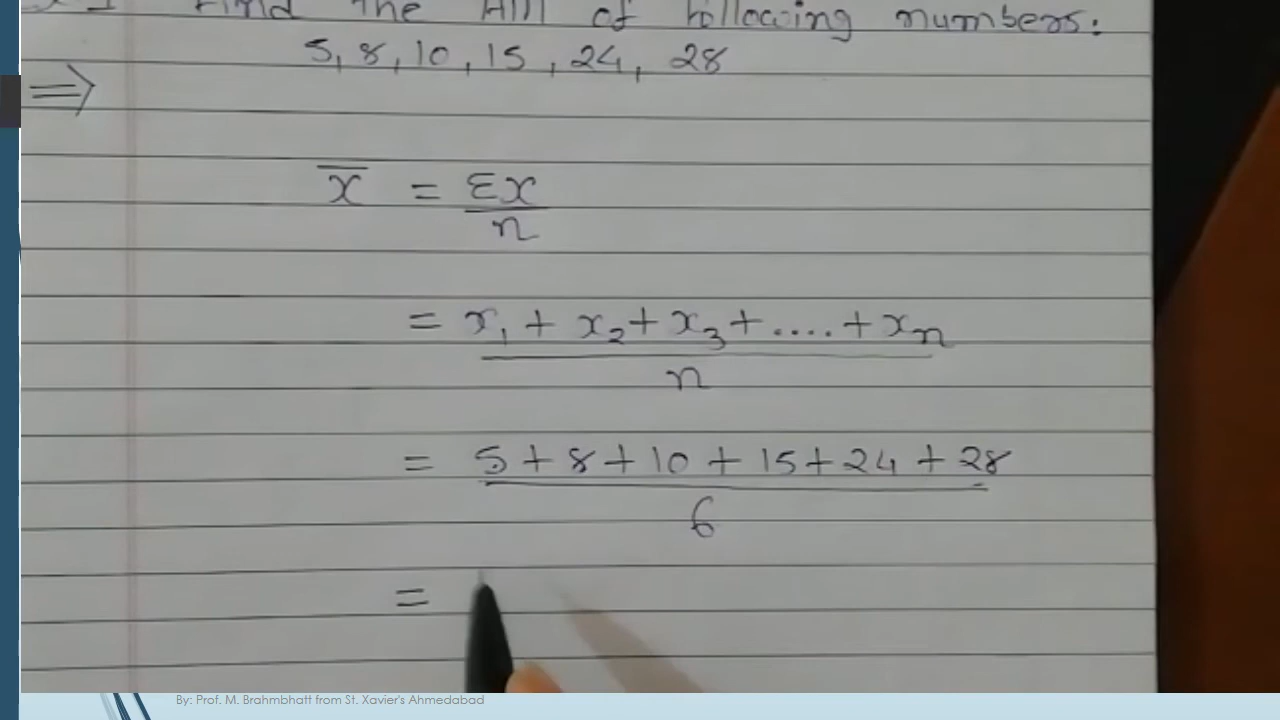 Find the AM of following numbers:
5, 8, 10, 15, 24, 28
⇒
x̅ = Σx
n
= x₁ + x₂ + x₃ + .... + xₙ
n
= 5 + 8 + 10 + 15 + 24 + 28
6
=
By: Prof. M. Brahmbhatt from St. Xavier's Ahmedabad